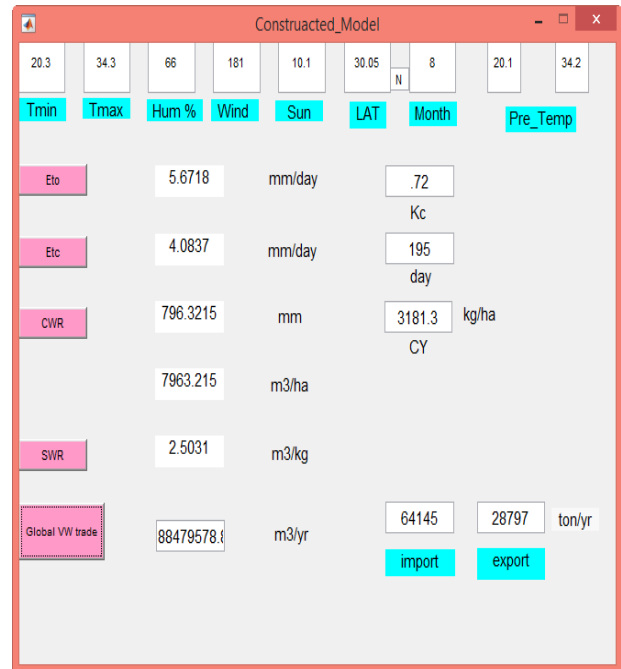 Construacted_Model
20.3 34.3 66 181 10.1 30.05 N 8 20.1 34.2
Tmin Tmax Hum % Wind Sun LAT Month Pre_Temp
Eto 5.6718 mm/day .72
Kc
Etc 4.0837 mm/day 195
day
CWR 796.3215 mm 3181.3 kg/ha
CY
7963.215 m3/ha
SWR 2.5031 m3/kg
Global VW trade 88479578.8 m3/yr 64145 28797 ton/yr
import export